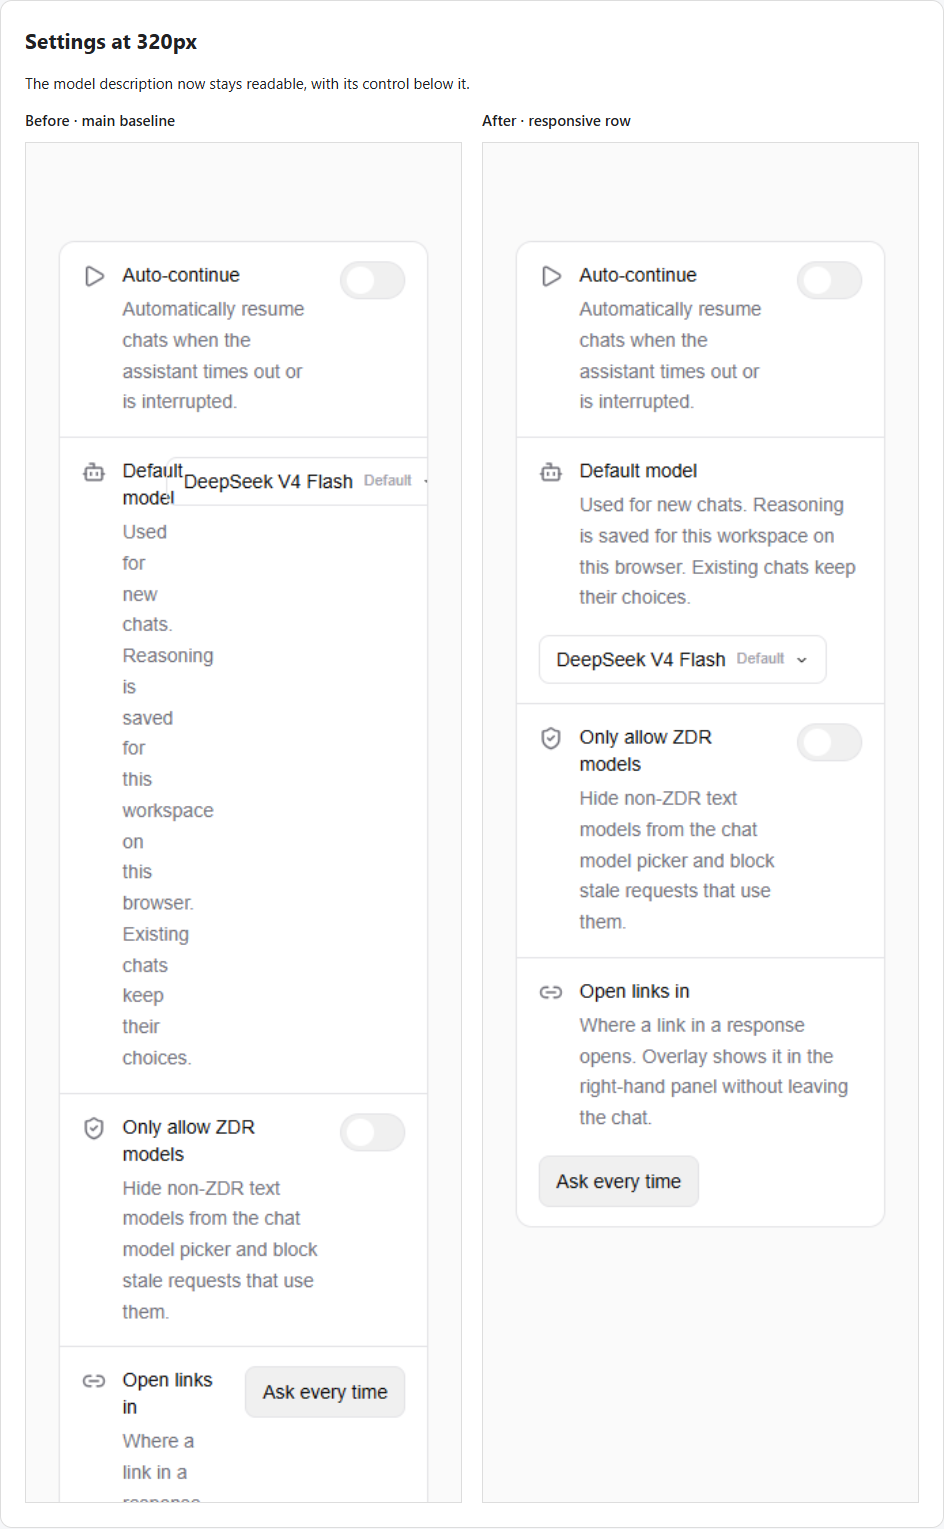 Settings at 320px
The model description now stays readable, with its control below it.
Before · main baseline
Auto-continue
Automatically resume
chats when the
assistant times out or
is interrupted.
Default
model
DeepSeek V4 Flash Default
Used
for
new
chats.
Reasoning
is
saved
for
this
workspace
on
this
browser.
Existing
chats
keep
their
choices.
Only allow ZDR
models
Hide non-ZDR text
models from the chat
model picker and block
stale requests that use
them.
Open links
in
Ask every time
Where a
link in a
response
After · responsive row
Auto-continue
Automatically resume
chats when the
assistant times out or
is interrupted.
Default model
Used for new chats. Reasoning
is saved for this workspace on
this browser. Existing chats keep
their choices.
DeepSeek V4 Flash Default
Only allow ZDR
models
Hide non-ZDR text
models from the chat
model picker and block
stale requests that use
them.
Open links in
Where a link in a response
opens. Overlay shows it in the
right-hand panel without leaving
the chat.
Ask every time